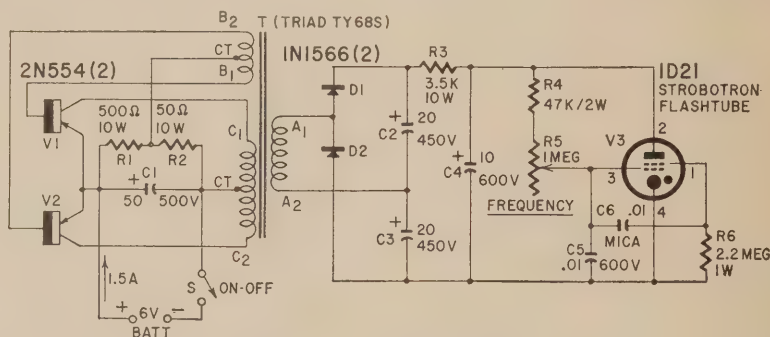 B2
T (TRIAD TY68S)
CT
B1
2N554(2)
1N1566(2)
V1
500Ω
10W
50Ω
10W
R1
R2
C1
+
50
500V
V2
C1
CT
C2
1.5A
S
ON-OFF
+
6V
-
BATT
A1
A2
D1
D2
+
20
C2
450V
+
20
C3
450V
R3
3.5K
10W
+
10
C4
600V
R4
47K/2W
R5
1MEG
FREQUENCY
1D21
STROBOTRON
FLASHTUBE
V3
2
3
1
4
C6
.01
MICA
C5
.01
600V
R6
2.2 MEG
1W